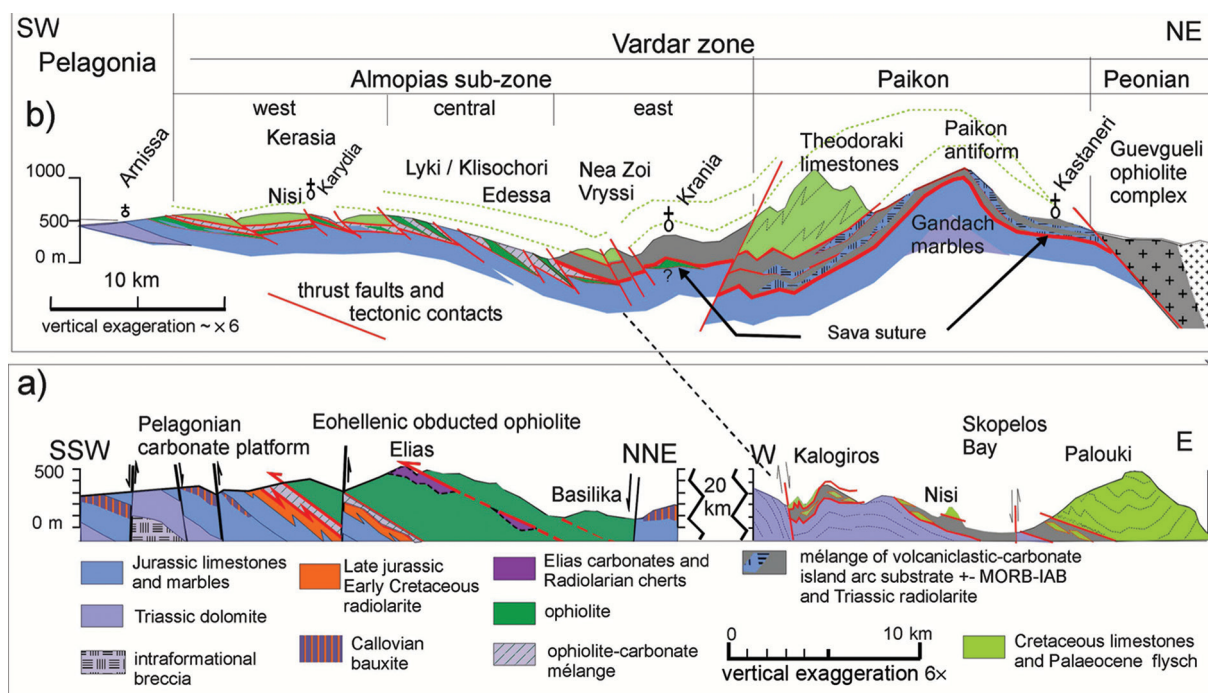 SW
NE
Vardar zone
Pelagonia
Almopias sub-zone
Paikon
Peonian
b)
west
central
east
Arnissa
Kerasia
Nisi
Karydia
Lyki / Klisochori
Edessa
Nea Zoi
Vryssi
Krania
Theodoraki
limestones
Paikon
antiform
Kastaneri
Guevgueli
ophiolite
complex
1000
500
0 m
Gandach
marbles
?
10 km
vertical exageration ~ × 6
thrust faults and
tectonic contacts
Sava suture
a)
SSW
Pelagonian
carbonate platform
Eohellenic obducted ophiolite
Elias
NNE
Basilika
500
0 m
20
km
W
Kalogiros
Nisi
Skopelos
Bay
Palouki
E
Jurassic limestones
and marbles
Triassic dolomite
intraformational
breccia
Late jurassic
Early Cretaceous
radiolarite
Callovian
bauxite
Elias carbonates and
Radiolarian cherts
ophiolite
ophiolite-carbonate
mélange
mélange of volcaniclastic-carbonate
island arc substrate +- MORB-IAB
and Triassic radiolarite
0 10 km
vertical exaggeration 6×
Cretaceous limestones
and Palaeocene flysch